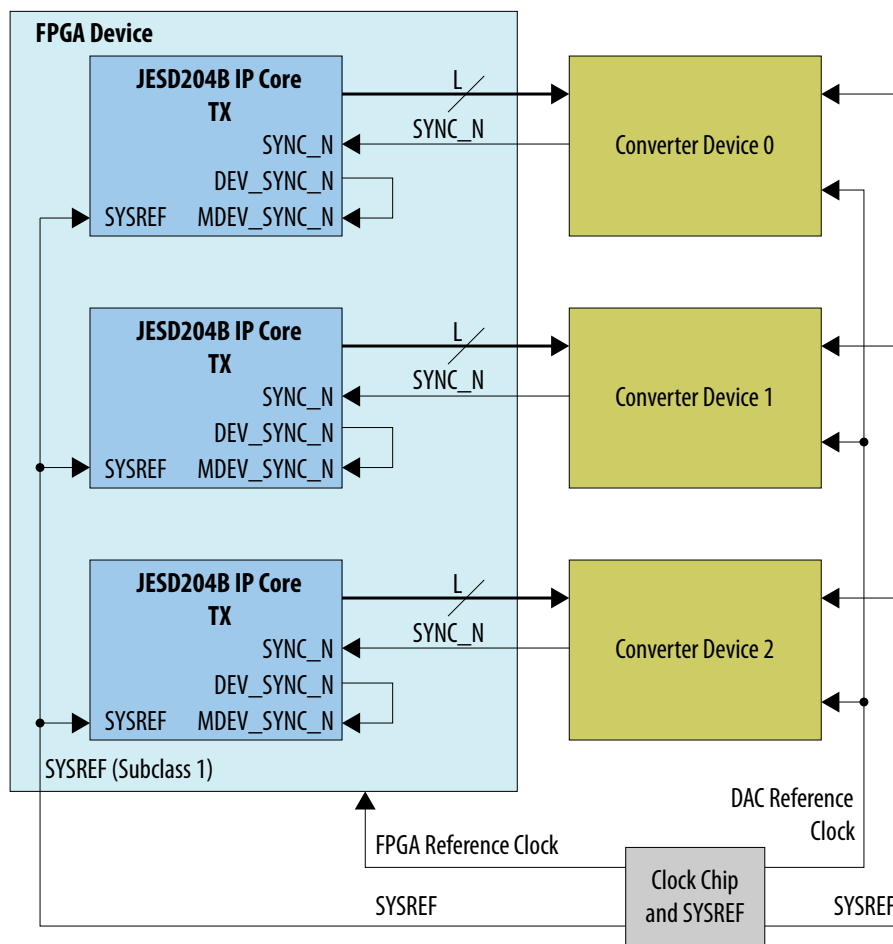 FPGA Device
JESD204B IP Core
TX
L
SYNC_N
SYNC_N
DEV_SYNC_N
SYSREF
MDEV_SYNC_N
Converter Device 0
JESD204B IP Core
TX
L
SYNC_N
SYNC_N
DEV_SYNC_N
SYSREF
MDEV_SYNC_N
Converter Device 1
JESD204B IP Core
TX
L
SYNC_N
SYNC_N
DEV_SYNC_N
SYSREF
MDEV_SYNC_N
Converter Device 2
SYSREF (Subclass 1)
DAC Reference
Clock
FPGA Reference Clock
Clock Chip
and SYSREF
SYSREF
SYSREF